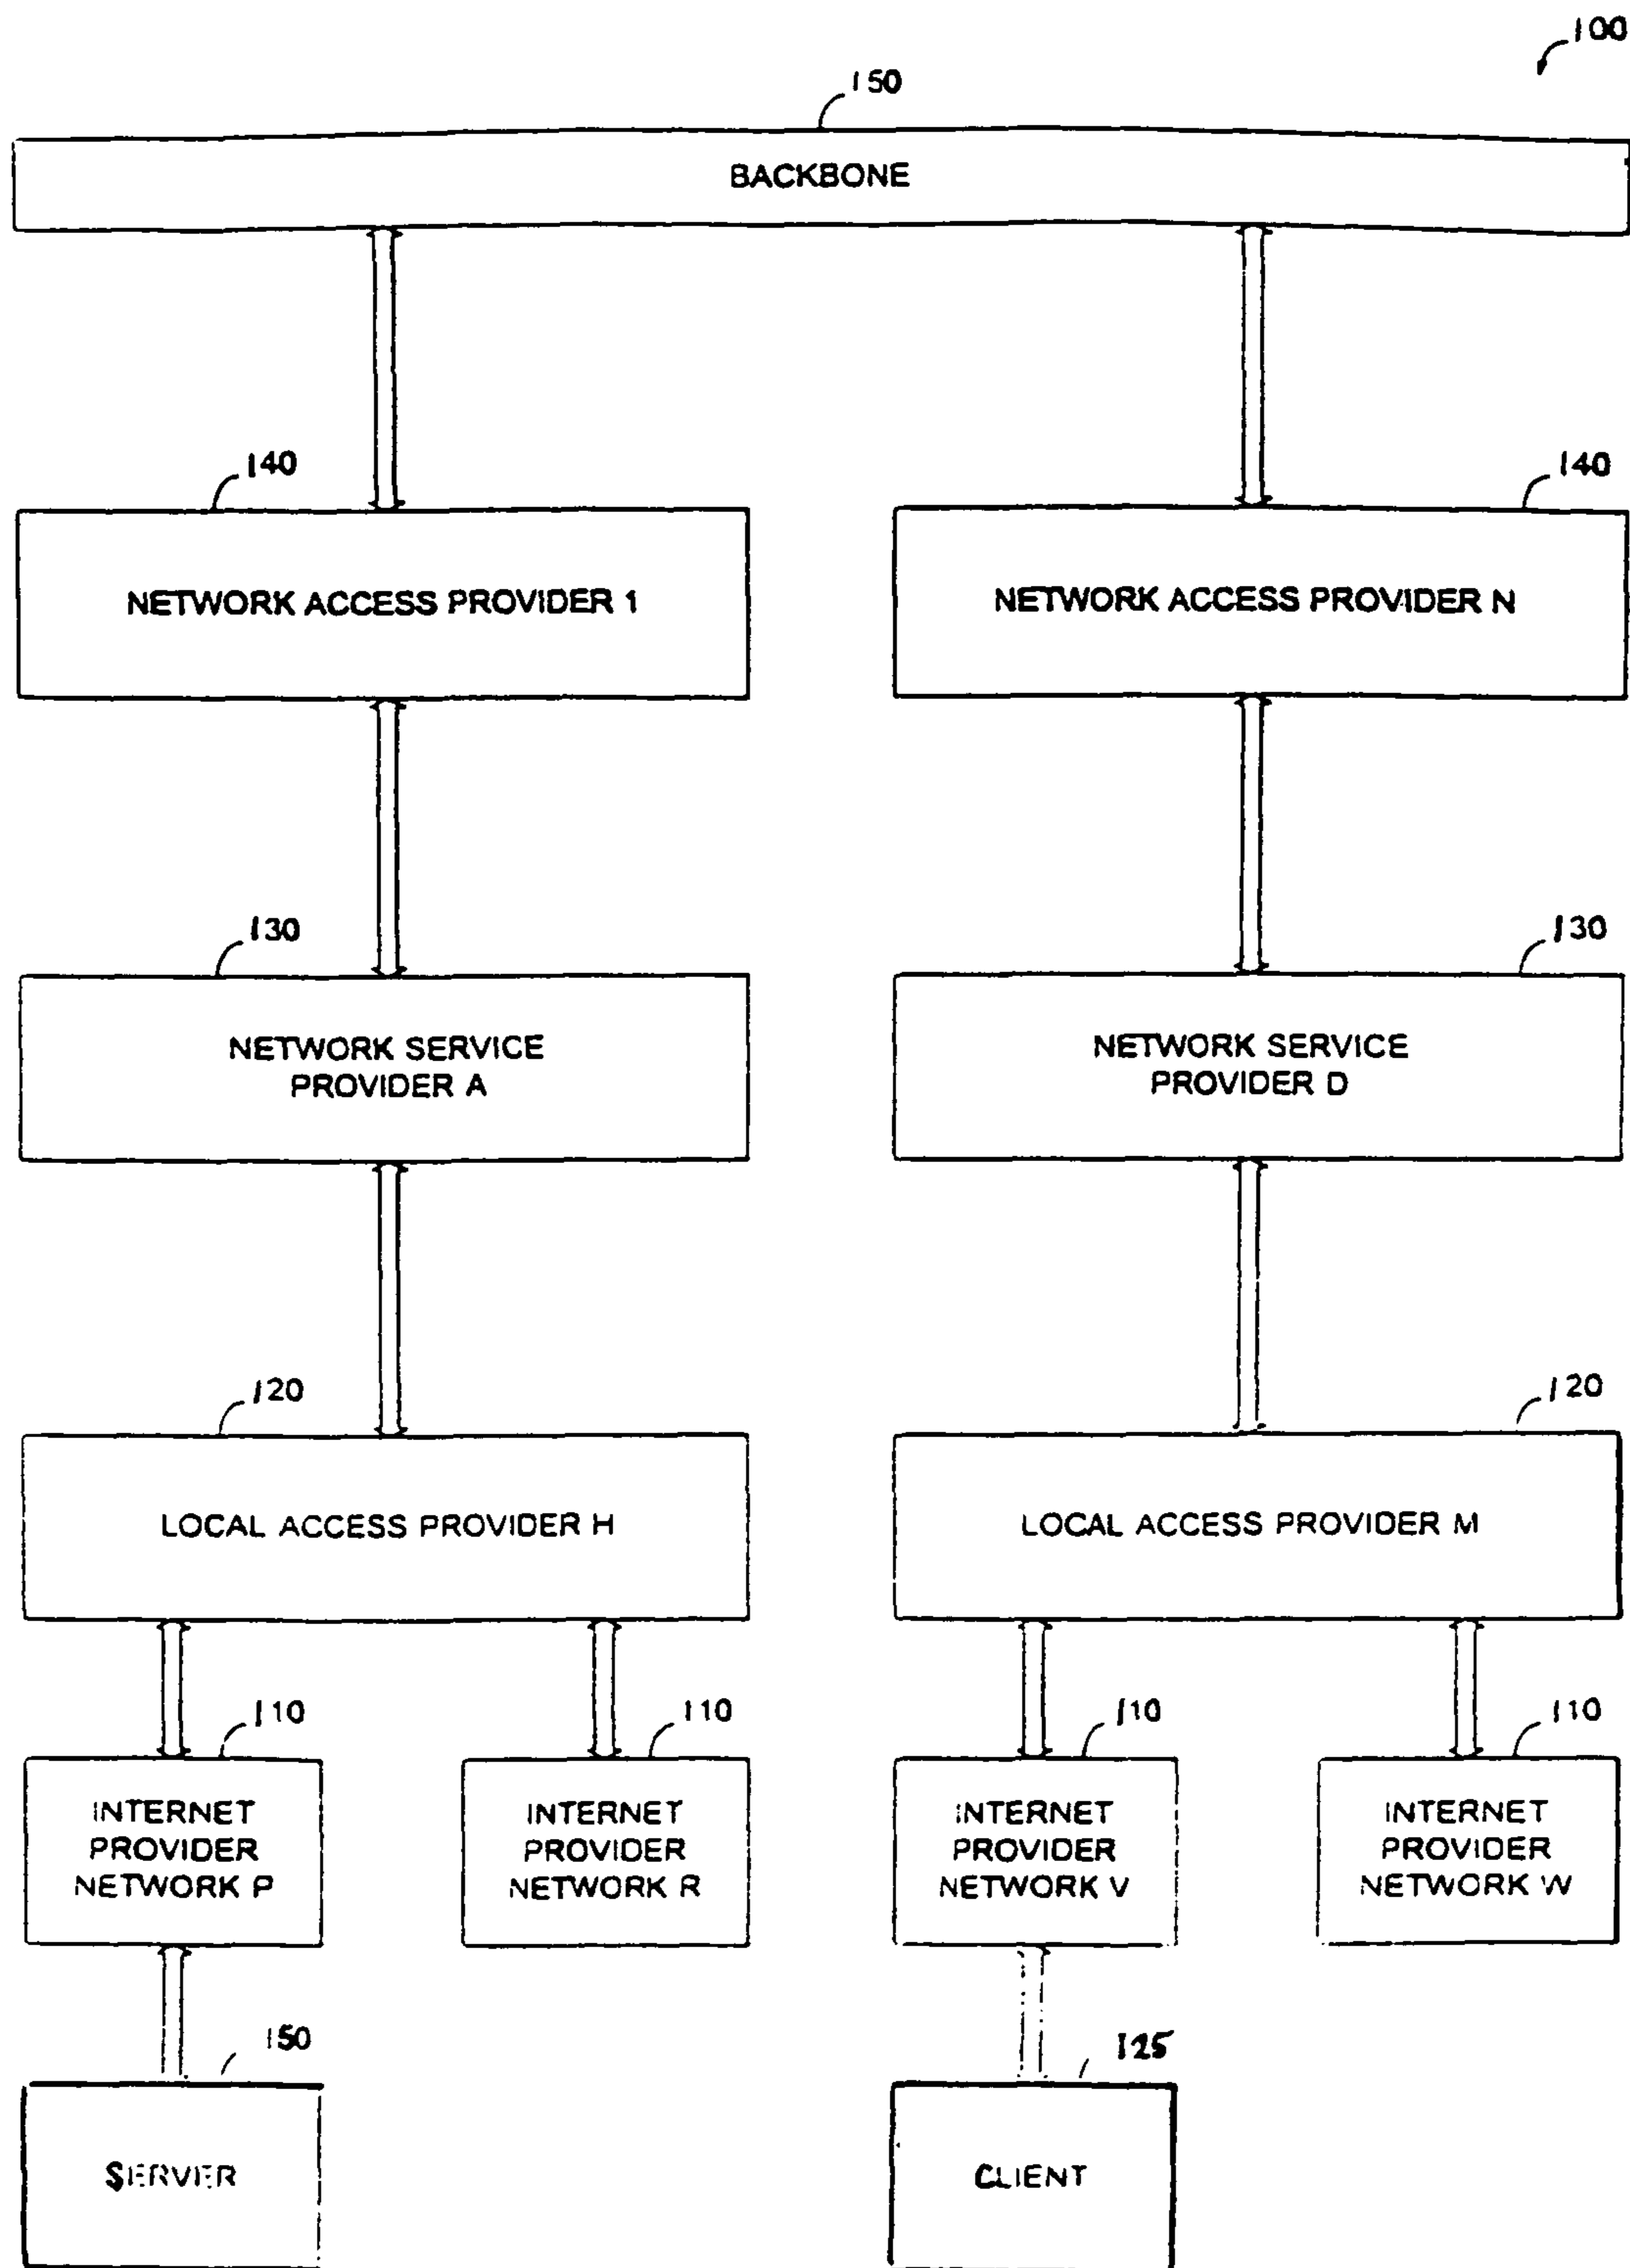 100
150
BACKBONE
140
140
NETWORK ACCESS PROVIDER 1
NETWORK ACCESS PROVIDER N
130
130
NETWORK SERVICE
PROVIDER A
NETWORK SERVICE
PROVIDER D
120
120
LOCAL ACCESS PROVIDER H
LOCAL ACCESS PROVIDER M
110
110
110
110
INTERNET
PROVIDER
NETWORK P
INTERNET
PROVIDER
NETWORK R
INTERNET
PROVIDER
NETWORK V
INTERNET
PROVIDER
NETWORK W
150
125
SERVER
CLIENT